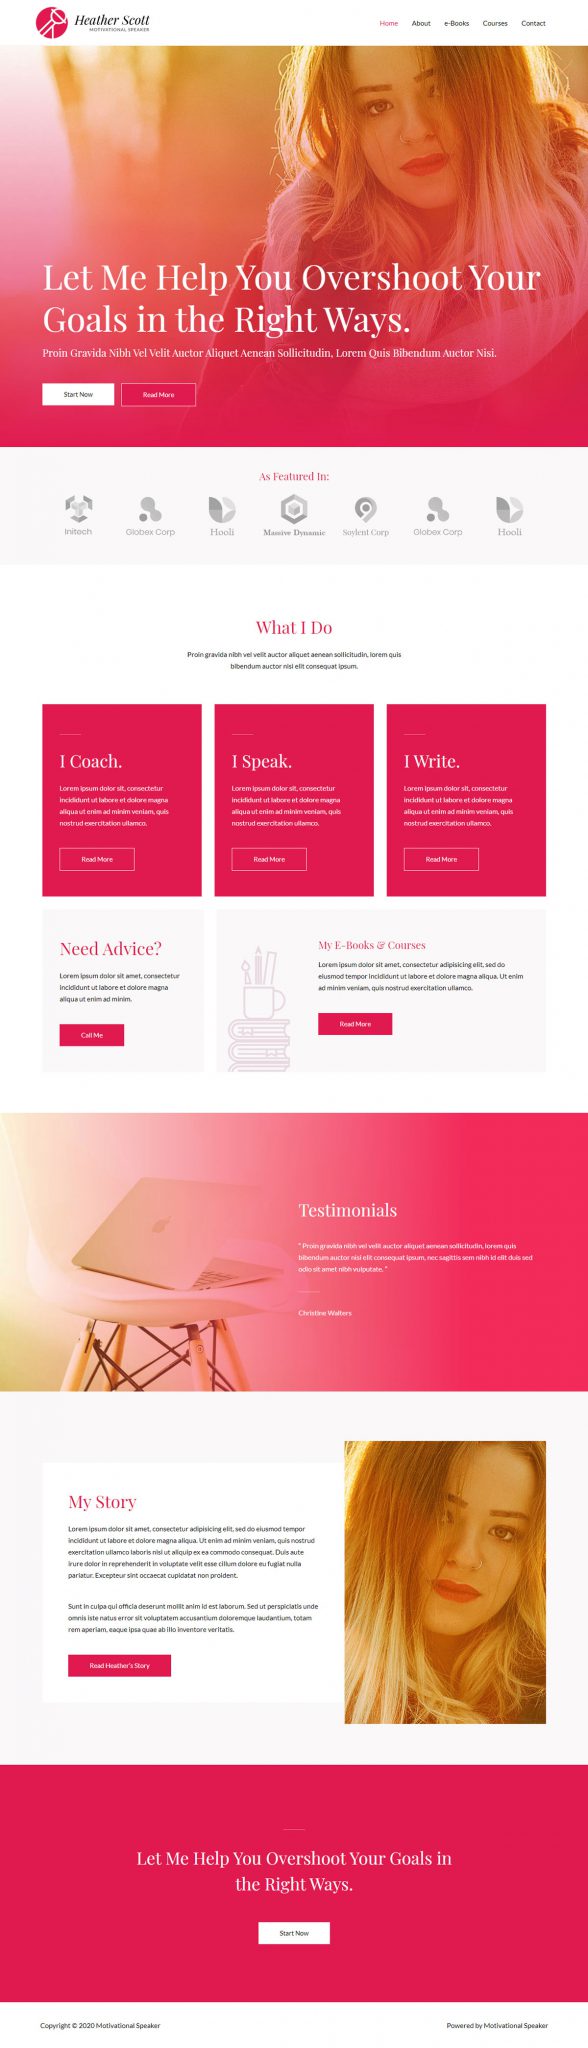 Heather Scott
MOTIVATIONAL SPEAKER
Home About e-Books Courses Contact
Let Me Help You Overshoot Your
Goals in the Right Ways.
Proin Gravida Nibh Vel Velit Auctor Aliquet Aenean Sollicitudin, Lorem Quis Bibendum Auctor Nisi.
Start Now Read More
As Featured In:
Initech Globex Corp Hooli Massive Dynamic Soylent Corp Globex Corp Hooli
What I Do
Proin gravida nibh vel velit auctor aliquet aenean sollicitudin, lorem quis
bibendum auctor nisi elit consequat ipsum.
I Coach.
Lorem ipsum dolor sit, consectetur
incididunt ut labore et dolore magna
aliqua ut enim ad minim veniam, quis
nostrud exercitation ullamco.
Read More
I Speak.
Lorem ipsum dolor sit, consectetur
incididunt ut labore et dolore magna
aliqua ut enim ad minim veniam, quis
nostrud exercitation ullamco.
Read More
I Write.
Lorem ipsum dolor sit, consectetur
incididunt ut labore et dolore magna
aliqua ut enim ad minim veniam, quis
nostrud exercitation ullamco.
Read More
Need Advice?
Lorem ipsum dolor sit amet, consectetur
incididunt ut labore et dolore magna
aliqua ut enim ad minim.
Call Me
My E-Books & Courses
Lorem ipsum dolor sit amet, consectetur adipisicing elit, sed do
eiusmod tempor incididunt ut labore et dolore magna aliqua. Ut enim
ad minim veniam, quis nostrud exercitation ullamco.
Read More
Testimonials
" Proin gravida nibh vel velit auctor aliquet aenean sollicitudin, lorem quis
bibendum auctor nisi elit consequat ipsum, nec sagittis sem nibh id elit duis sed
odio sit amet nibh vulputate. "
Christine Walters
My Story
Lorem ipsum dolor sit amet, consectetur adipisicing elit, sed do eiusmod tempor
incididunt ut labore et dolore magna aliqua. Ut enim ad minim veniam, quis nostrud
exercitation ullamco laboris nisi ut aliquip ex ea commodo consequat. Duis aute
irure dolor in reprehenderit in voluptate velit esse cillum dolore eu fugiat nulla
pariatur. Excepteur sint occaecat cupidatat non proident.
Sunt in culpa qui officia deserunt mollit anim id est laborum. Sed ut perspiciatis unde
omnis iste natus error sit voluptatem accusantium doloremque laudantium, totam
rem aperiam, eaque ipsa quae ab illo inventore veritatis.
Read Heather's Story
Let Me Help You Overshoot Your Goals in
the Right Ways.
Start Now
Copyright © 2020 Motivational Speaker
Powered by Motivational Speaker